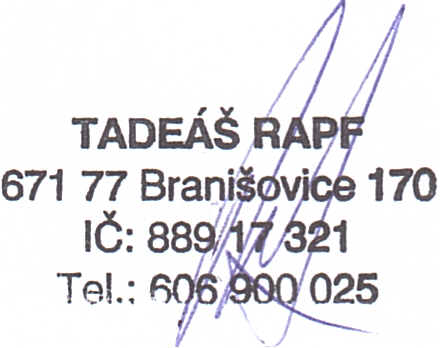 TADEÁŠ RAPF
671 77 Branišovice 170
IČ: 889 17 321
Tel.: 606 900 025